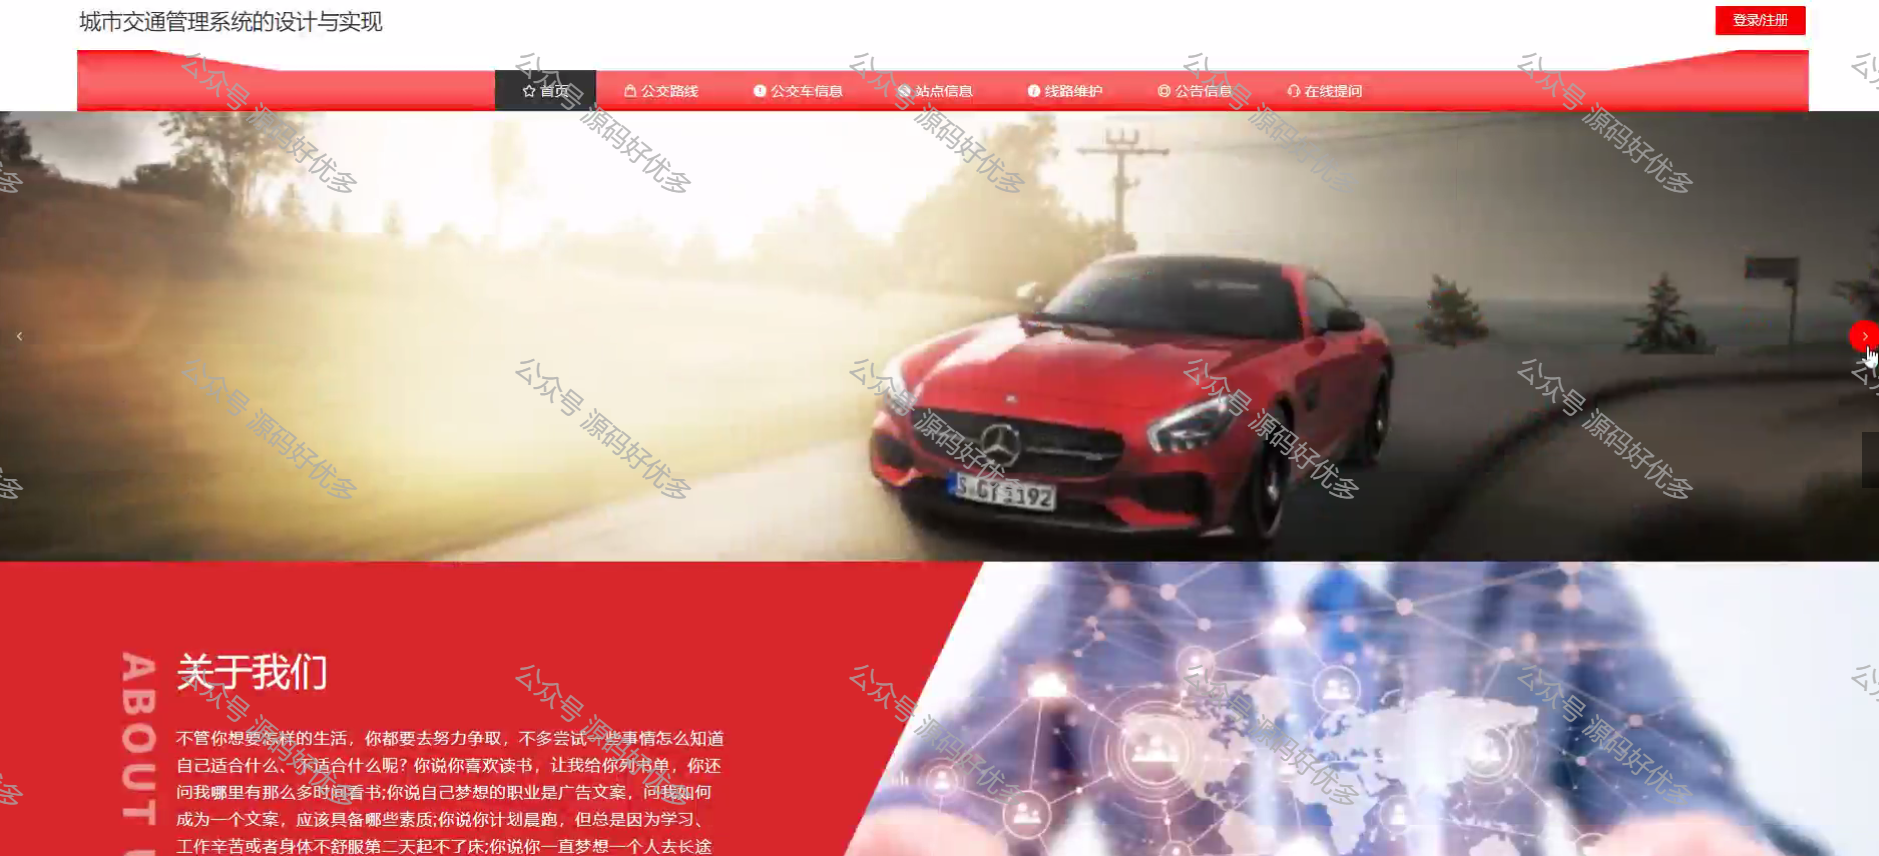 城市交通管理系统的设计与实现
登录/注册
首页
公交路线
公交车信息
站点信息
线路维护
公告信息
在线提问
公众号 源码好优多
关于我们
ABOUT
不管你想要怎样的生活，你都要去努力争取，不多尝试一些事情怎么知道
自己适合什么、不适合什么呢? 你说你喜欢读书，让我给你列书单，你还
问我哪里有那么多时间看书;你说自己梦想的职业是广告文案，问我如何
成为一个文案，应该具备哪些素质;你说你计划晨跑，但总是因为学习、
工作辛苦或者身体不舒服第二天起不了床;你说你一直梦想一个人去长途